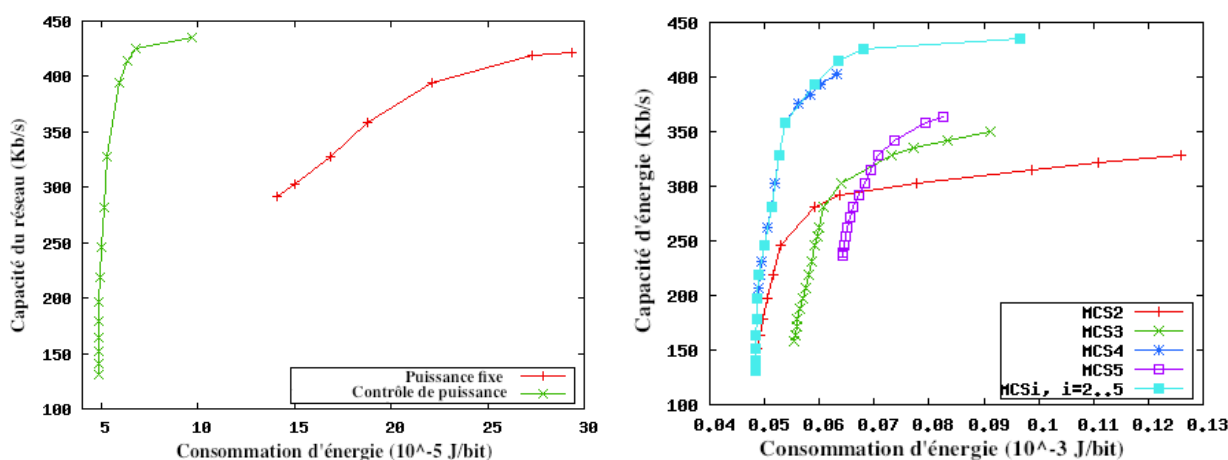 450
400
350
300
250
200
150
100
Capacité du réseau (Kb/s)
5
10
15
20
25
30
Consommation d'énergie (10^-5 J/bit)
Puissance fixe
Contrôle de puissance
450
400
350
300
250
200
150
100
Capacité d'énergie (Kb/s)
0.04
0.05
0.06
0.07
0.08
0.09
0.1
0.11
0.12
0.13
Consommation d'énergie (10^-3 J/bit)
MCS2
MCS3
MCS4
MCS5
MCSi, i=2..5